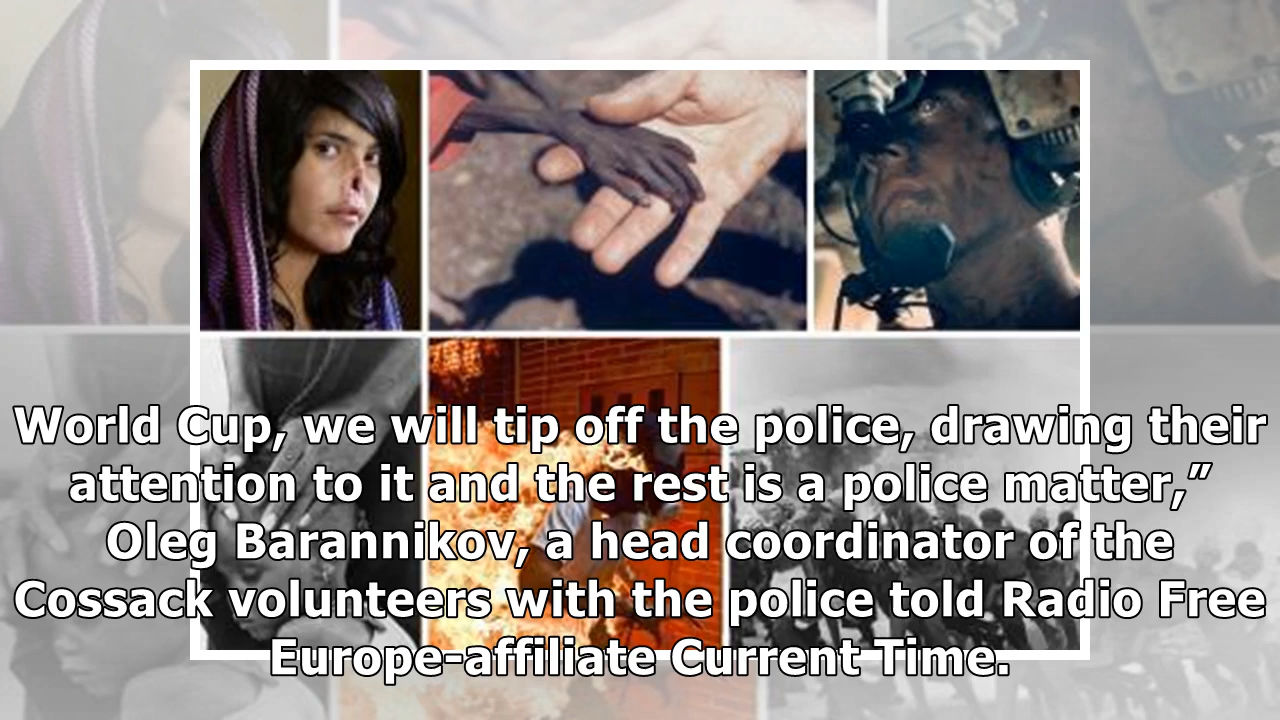 World Cup, we will tip off the police, drawing their
attention to it and the rest is a police matter,”
Oleg Barannikov, a head coordinator of the
Cossack volunteers with the police told Radio Free
Europe-affiliate Current Time.